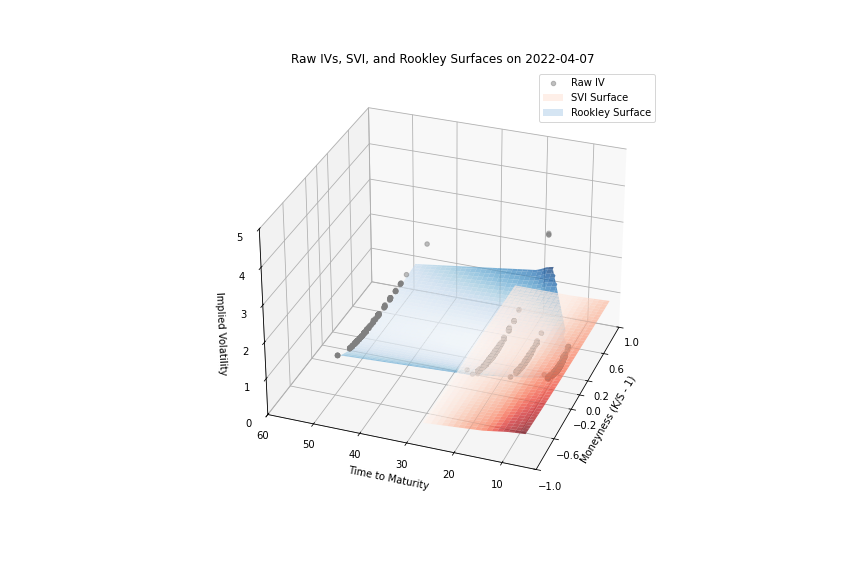 Raw IVs, SVI, and Rookley Surfaces on 2022-04-07
Raw IV
SVI Surface
Rookley Surface
5
4
3
2
1
0
Implied Volatility
60
50
40
30
20
10
Time to Maturity
1.0
0.6
0.2
0.0
−0.2
−0.6
−1.0
Moneyness (K/S - 1)